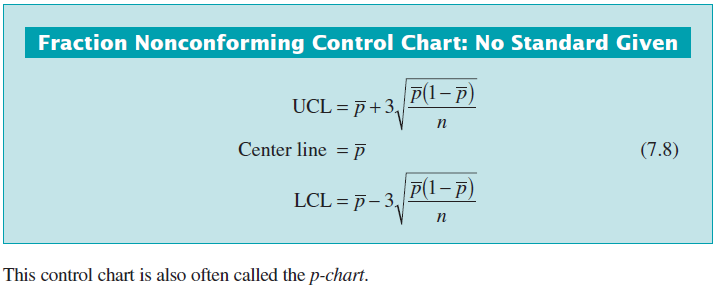 Fraction Nonconforming Control Chart: No Standard Given
UCL = p̅ + 3√(p̅(1 − p̅)/n)
Center line = p̅ (7.8)
LCL = p̅ − 3√(p̅(1 − p̅)/n)
This control chart is also often called the p-chart.